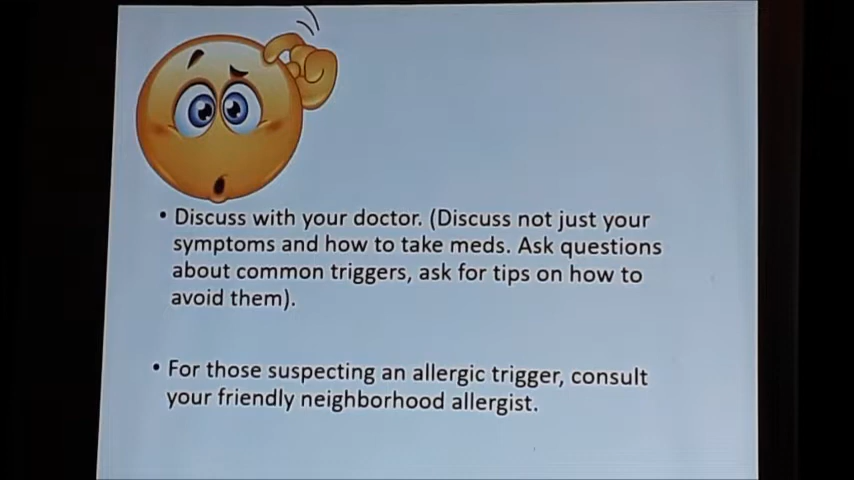 • Discuss with your doctor. (Discuss not just your
symptoms and how to take meds. Ask questions
about common triggers, ask for tips on how to
avoid them).
• For those suspecting an allergic trigger, consult
your friendly neighborhood allergist.